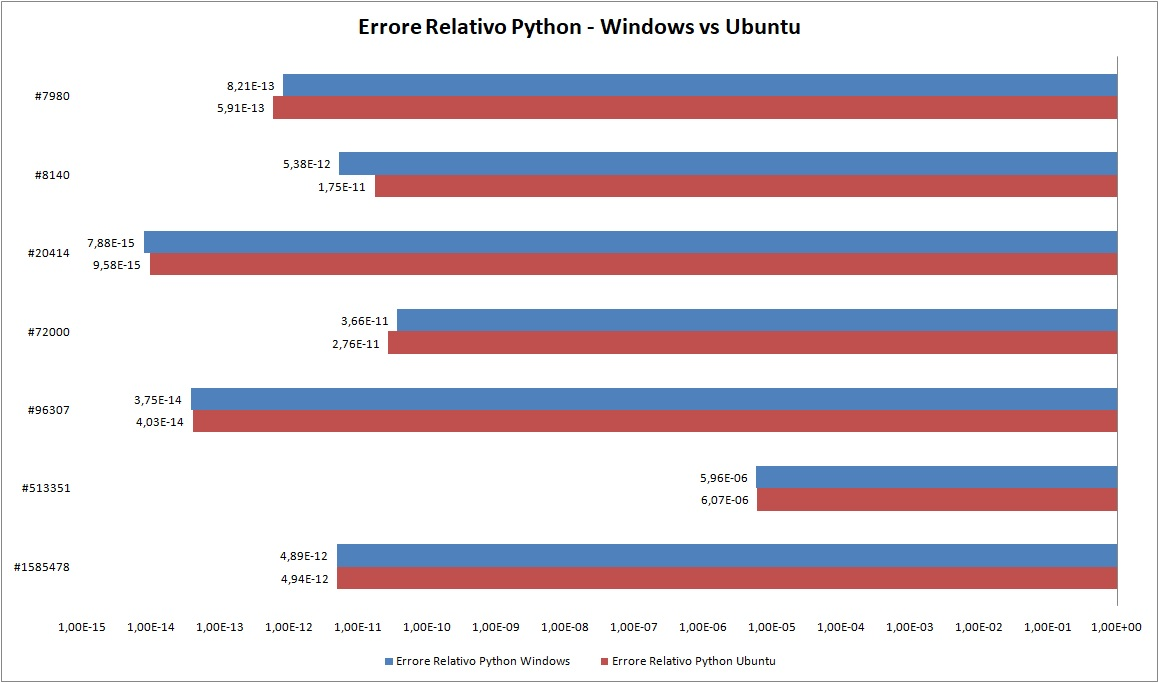 Errore Relativo Python - Windows vs Ubuntu
#7980
8,21E-13
5,91E-13
#8140
5,38E-12
1,75E-11
#20414
7,88E-15
9,58E-15
#72000
3,66E-11
2,76E-11
#96307
3,75E-14
4,03E-14
#513351
5,96E-06
6,07E-06
#1585478
4,89E-12
4,94E-12
1,00E-15 1,00E-14 1,00E-13 1,00E-12 1,00E-11 1,00E-10 1,00E-09 1,00E-08 1,00E-07 1,00E-06 1,00E-05 1,00E-04 1,00E-03 1,00E-02 1,00E-01 1,00E+00
Errore Relativo Python Windows Errore Relativo Python Ubuntu